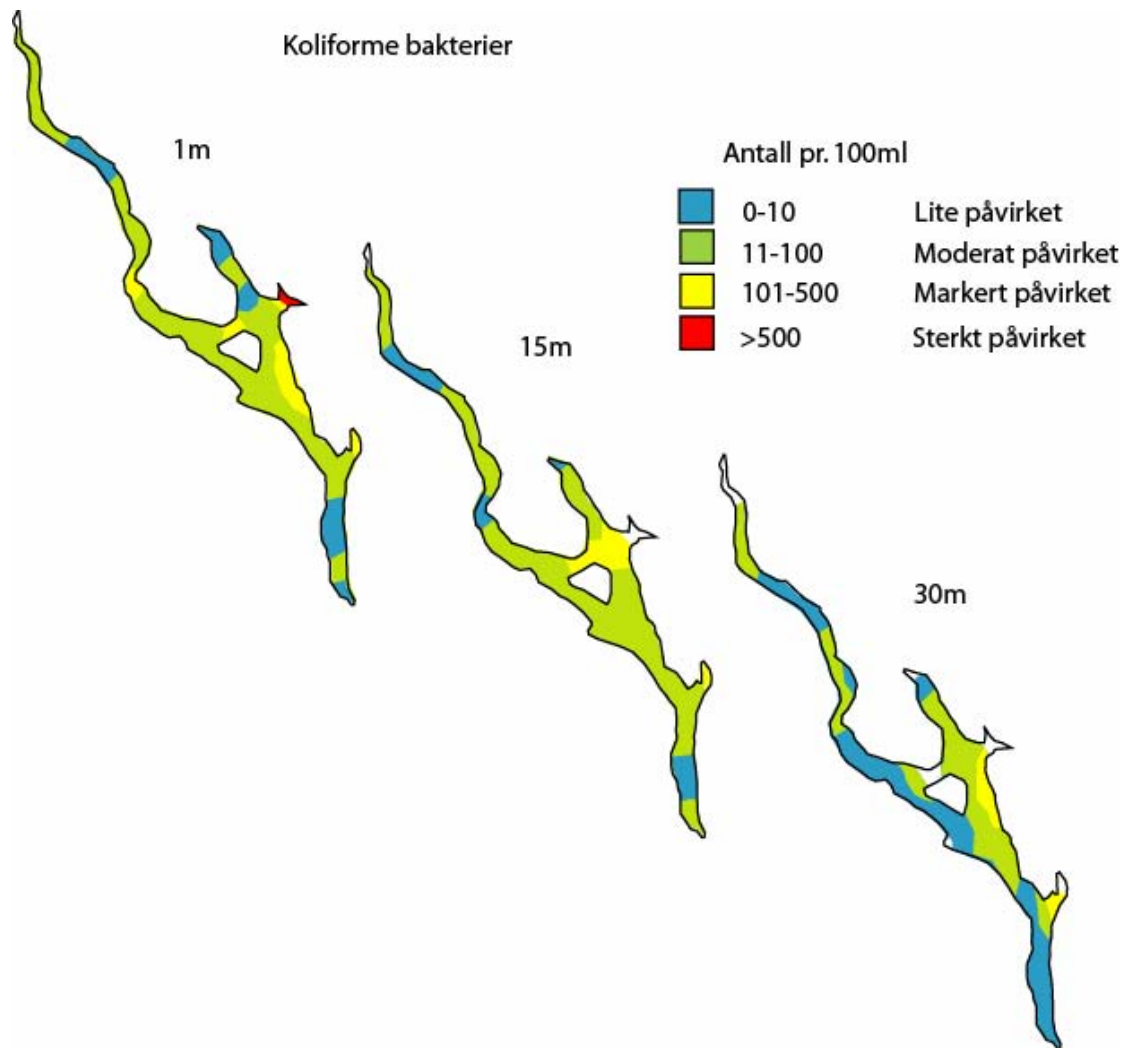 Koliforme bakterier
1m
Antall pr. 100ml
0-10 Lite påvirket
11-100 Moderat påvirket
101-500 Markert påvirket
>500 Sterkt påvirket
15m
30m